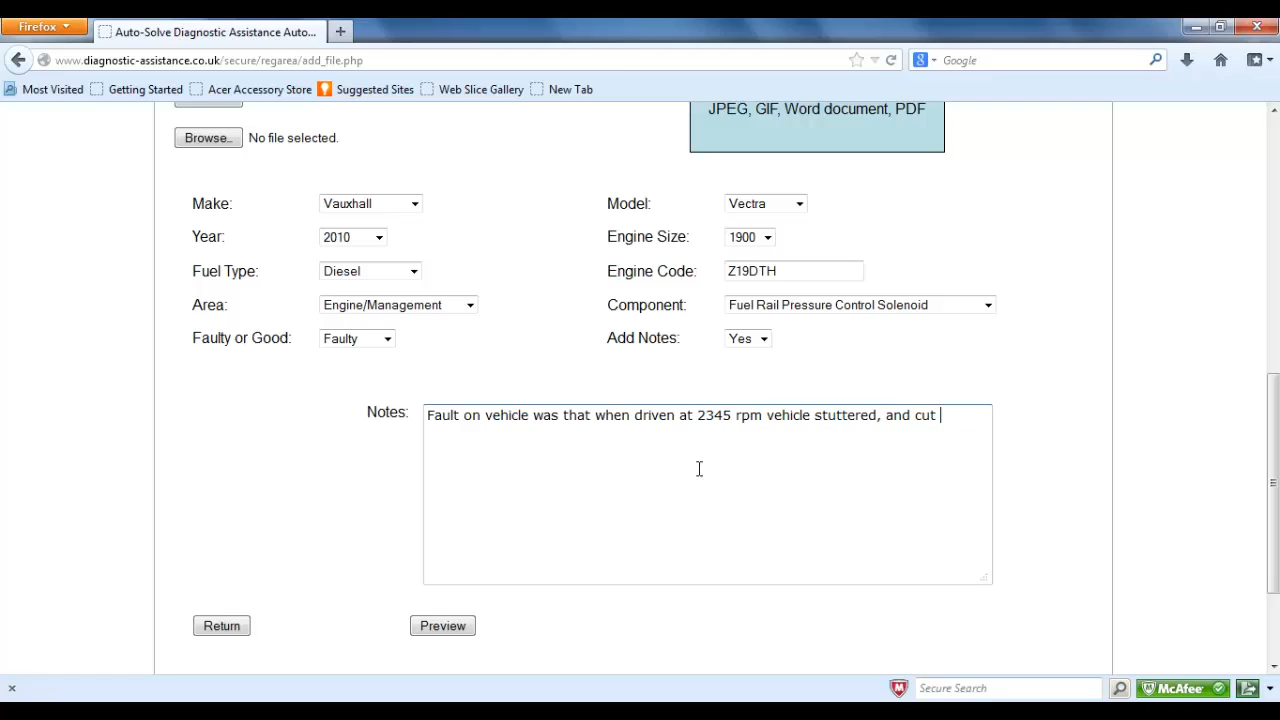 Firefox
Auto-Solve Diagnostic Assistance Auto...
www.diagnostic-assistance.co.uk/secure/regarea/add_file.php
Google
Most Visited Getting Started Acer Accessory Store Suggested Sites Web Slice Gallery New Tab
JPEG, GIF, Word document, PDF
Browse... No file selected.
Make: Vauxhall Model: Vectra
Year: 2010 Engine Size: 1900
Fuel Type: Diesel Engine Code: Z19DTH
Area: Engine/Management Component: Fuel Rail Pressure Control Solenoid
Faulty or Good: Faulty Add Notes: Yes
Notes: Fault on vehicle was that when driven at 2345 rpm vehicle stuttered, and cut
Return Preview
Secure Search McAfee